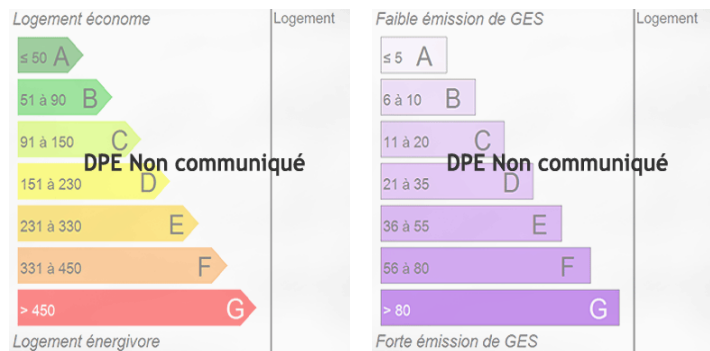 Logement économe
Logement
≤ 50 A
51 à 90 B
91 à 150 C
DPE Non communiqué
151 à 230 D
231 à 330 E
331 à 450 F
> 450 G
Logement énergivore
Faible émission de GES
Logement
≤ 5 A
6 à 10 B
11 à 20 C
DPE Non communiqué
21 à 35 D
36 à 55 E
56 à 80 F
> 80 G
Forte émission de GES